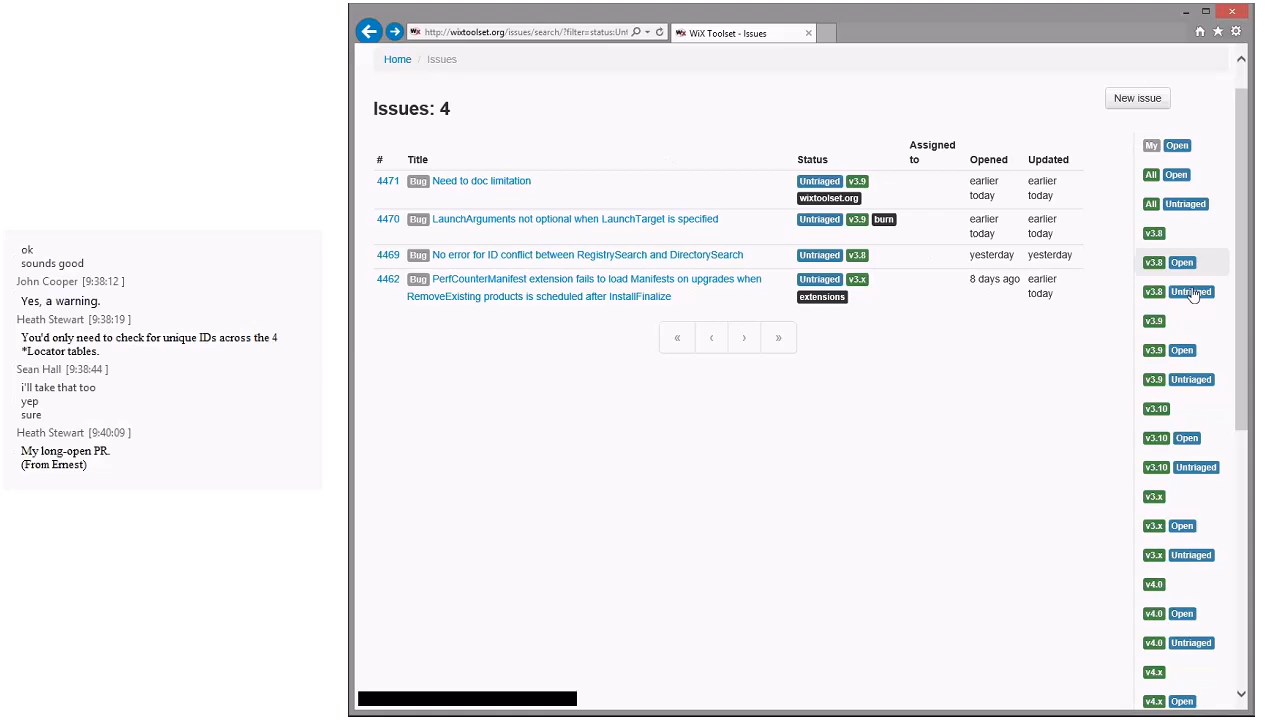 ok
sounds good
John Cooper [9:38:12 ]
Yes, a warning.
Heath Stewart [9:38:19 ]
You'd only need to check for unique IDs across the 4
*Locator tables.
Sean Hall [9:38:44 ]
i'll take that too
yep
sure
Heath Stewart [9:40:09 ]
My long-open PR.
(From Ernest)
http://wixtoolset.org/issues/search/?filter=status:Unt
WiX Toolset - Issues
Home / Issues
Issues: 4
New issue
# Title Status Assigned to Opened Updated
4471 Bug Need to doc limitation Untriaged v3.9 wixtoolset.org earlier today earlier today
4470 Bug LaunchArguments not optional when LaunchTarget is specified Untriaged v3.9 burn earlier today earlier today
4469 Bug No error for ID conflict between RegistrySearch and DirectorySearch Untriaged v3.8 yesterday yesterday
4462 Bug PerfCounterManifest extension fails to load Manifests on upgrades when
RemoveExisting products is scheduled after InstallFinalize Untriaged v3.x extensions 8 days ago earlier today
« ‹ › »
My Open
All Open
All Untriaged
v3.8
v3.8 Open
v3.8 Untriaged
v3.9
v3.9 Open
v3.9 Untriaged
v3.10
v3.10 Open
v3.10 Untriaged
v3.x
v3.x Open
v3.x Untriaged
v4.0
v4.0 Open
v4.0 Untriaged
v4.x
v4.x Open